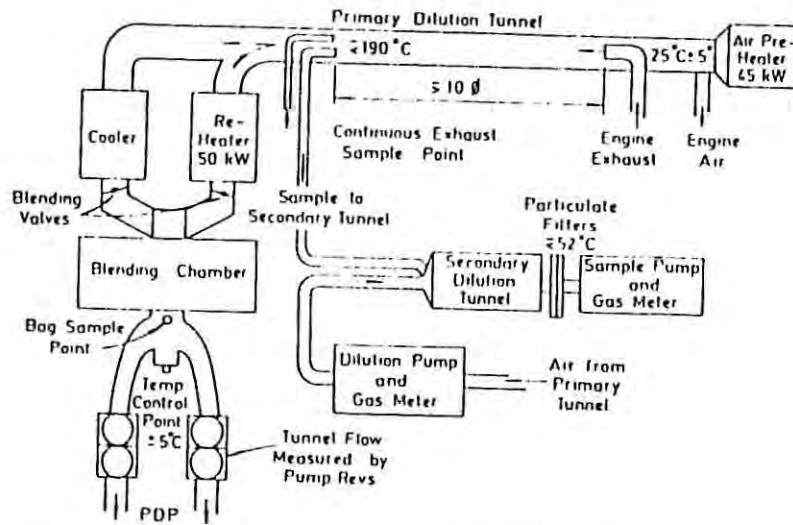 Primary Dilution Tunnel
≤190°C
25°C±5°
Air Pre-
Heater
45 kW
≤10 Ø
Cooler
Re-
Heater
50 kW
Continuous Exhaust
Sample Point
Engine
Exhaust
Engine
Air
Blending
Valves
Sample to
Secondary Tunnel
Particulate
Filters
≤52°C
Blending Chamber
Secondary
Dilution
Tunnel
Sample Pump
and
Gas Meter
Bag Sample
Point
Temp
Control
Point
±5°C
Dilution Pump
and
Gas Meter
Air from
Primary
Tunnel
Tunnel Flow
Measured by
Pump Revs
PDP